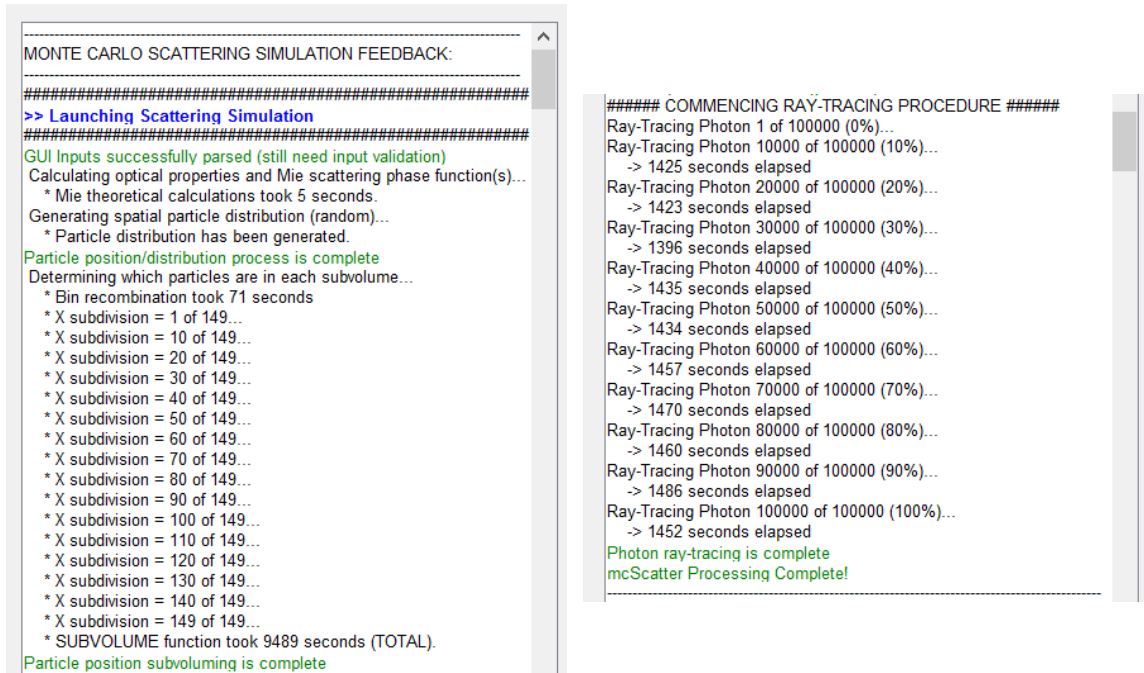 --------------------------------------------------------------------------------
MONTE CARLO SCATTERING SIMULATION FEEDBACK:
--------------------------------------------------------------------------------
########################################################
>> Launching Scattering Simulation
########################################################
GUI Inputs successfully parsed (still need input validation)
Calculating optical properties and Mie scattering phase function(s)...
* Mie theoretical calculations took 5 seconds.
Generating spatial particle distribution (random)...
* Particle distribution has been generated.
Particle position/distribution process is complete
Determining which particles are in each subvolume...
* Bin recombination took 71 seconds
* X subdivision = 1 of 149...
* X subdivision = 10 of 149...
* X subdivision = 20 of 149...
* X subdivision = 30 of 149...
* X subdivision = 40 of 149...
* X subdivision = 50 of 149...
* X subdivision = 60 of 149...
* X subdivision = 70 of 149...
* X subdivision = 80 of 149...
* X subdivision = 90 of 149...
* X subdivision = 100 of 149...
* X subdivision = 110 of 149...
* X subdivision = 120 of 149...
* X subdivision = 130 of 149...
* X subdivision = 140 of 149...
* X subdivision = 149 of 149...
* SUBVOLUME function took 9489 seconds (TOTAL).
Particle position subvoluming is complete
###### COMMENCING RAY-TRACING PROCEDURE ######
Ray-Tracing Photon 1 of 100000 (0%)...
Ray-Tracing Photon 10000 of 100000 (10%)...
-> 1425 seconds elapsed
Ray-Tracing Photon 20000 of 100000 (20%)...
-> 1423 seconds elapsed
Ray-Tracing Photon 30000 of 100000 (30%)...
-> 1396 seconds elapsed
Ray-Tracing Photon 40000 of 100000 (40%)...
-> 1435 seconds elapsed
Ray-Tracing Photon 50000 of 100000 (50%)...
-> 1434 seconds elapsed
Ray-Tracing Photon 60000 of 100000 (60%)...
-> 1457 seconds elapsed
Ray-Tracing Photon 70000 of 100000 (70%)...
-> 1470 seconds elapsed
Ray-Tracing Photon 80000 of 100000 (80%)...
-> 1460 seconds elapsed
Ray-Tracing Photon 90000 of 100000 (90%)...
-> 1486 seconds elapsed
Ray-Tracing Photon 100000 of 100000 (100%)...
-> 1452 seconds elapsed
Photon ray-tracing is complete
mcScatter Processing Complete!
--------------------------------------------------------------------------------